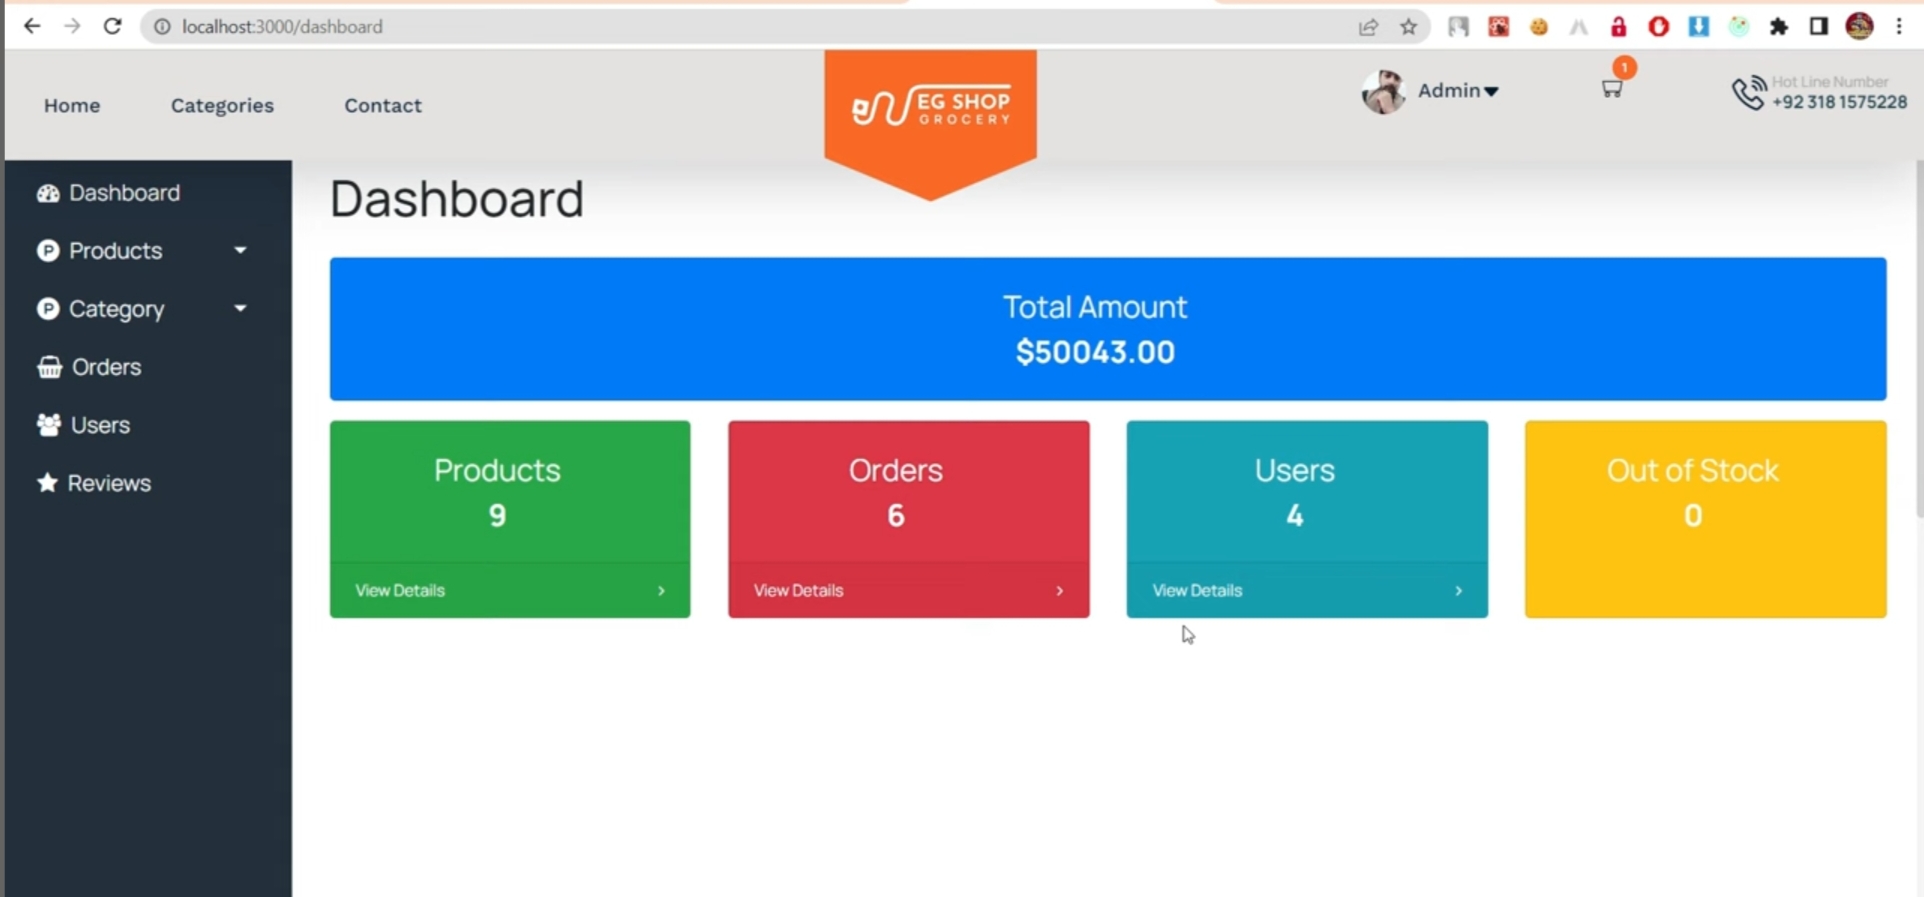 localhost:3000/dashboard
Home
Categories
Contact
EG SHOP
GROCERY
Admin
1
Hot Line Number
+92 318 1575228
Dashboard
P Products
P Category
Orders
Users
Reviews
Dashboard
Total Amount
$50043.00
Products
9
View Details
Orders
6
View Details
Users
4
View Details
Out of Stock
0